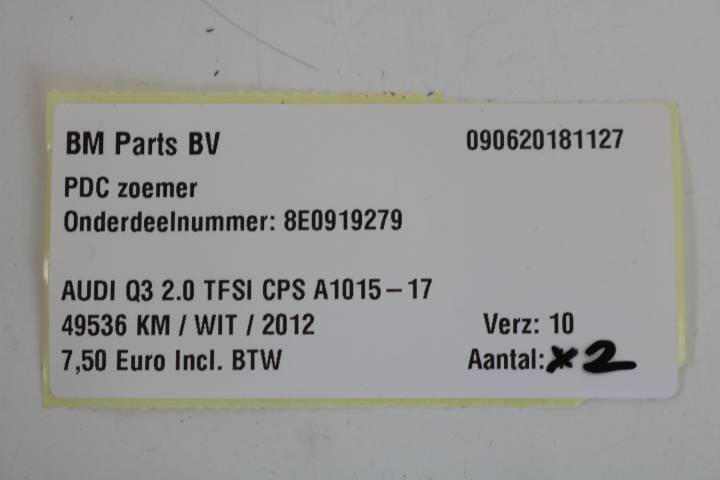 BM Parts BV 090620181127
PDC zoemer
Onderdeelnummer: 8E0919279
AUDI Q3 2.0 TFSI CPS A1015-17
49536 KM / WIT / 2012 Verz: 10
7,50 Euro Incl. BTW Aantal: 2